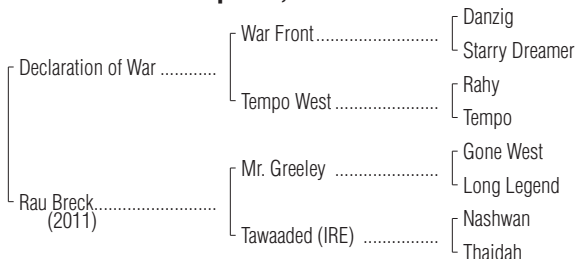 Declaration of War ............
War Front.......................
Danzig
Starry Dreamer
Tempo West ......................
Rahy
Tempo
Rau Breck..........................
(2011)
Mr. Greeley ......................
Gone West
Long Legend
Tawaaded (IRE) ................
Nashwan
Thaidah